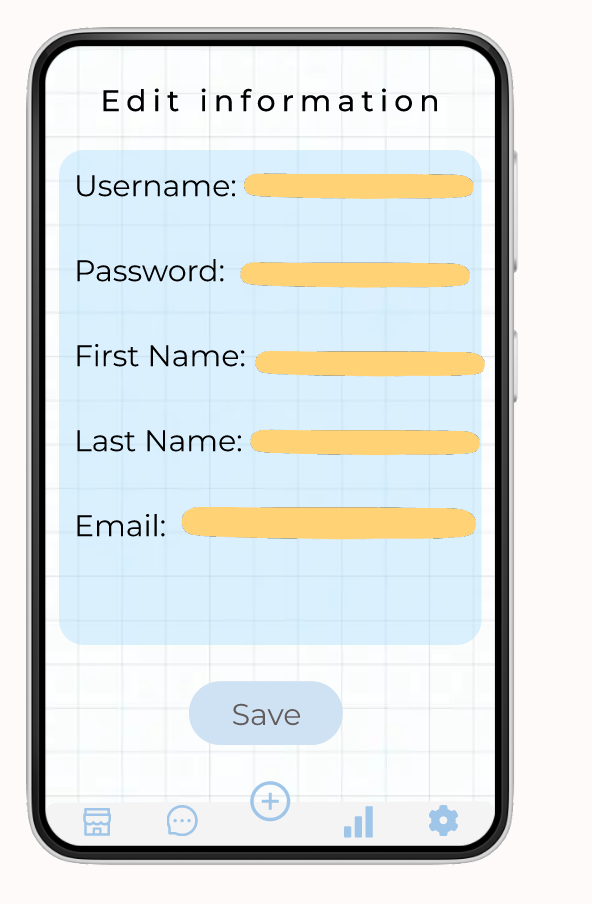 Edit information
Username:
Password:
First Name:
Last Name:
Email:
Save